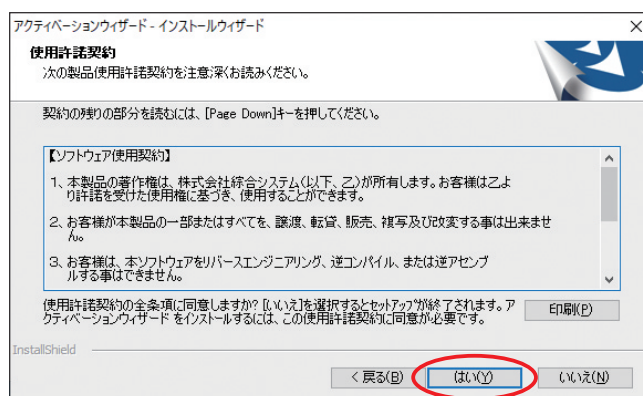 アクティベーションウィザード - インストールウィザード
使用許諾契約
次の製品使用許諾契約を注意深くお読みください。
契約の残りの部分を読むには、[Page Down]キーを押してください。
【ソフトウェア使用契約】
1、本製品の著作権は、株式会社綜合システム(以下、乙)が所有します。お客様は乙よ
り許諾を受けた使用権に基づき、使用することができます。
2、お客様が本製品の一部またはすべてを、譲渡、転貸、販売、複写及び改変する事は出来ませ
ん。
3、お客様は、本ソフトウェアをリバースエンジニアリング、逆コンパイル、または逆アセンブ
ルする事はできません。
使用許諾契約の全条項に同意しますか? [いいえ]を選択するとセットアップが終了されます。ア
クティベーションウィザード をインストールするには、この使用許諾契約に同意が必要です。
印刷(P)
InstallShield
< 戻る(B)
はい(Y)
いいえ(N)